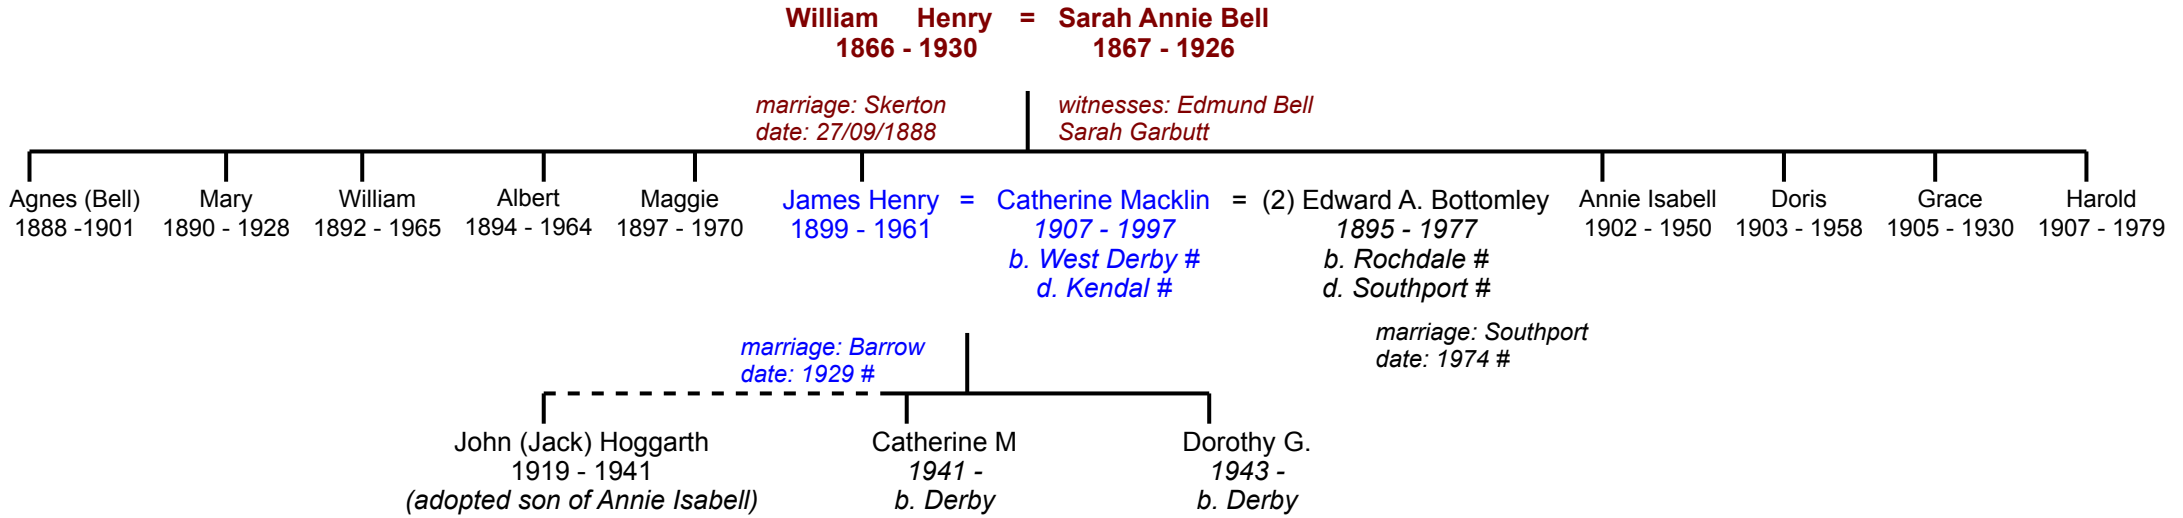 William Henry = Sarah Annie Bell
1866 - 1930 1867 - 1926
marriage: Skerton witnesses: Edmund Bell
date: 27/09/1888 Sarah Garbutt
Agnes (Bell) Mary William Albert Maggie James Henry = Catherine Macklin = (2) Edward A. Bottomley Annie Isabell Doris Grace Harold
1888 -1901 1890 - 1928 1892 - 1965 1894 - 1964 1897 - 1970 1899 - 1961 1907 - 1997 1895 - 1977 1902 - 1950 1903 - 1958 1905 - 1930 1907 - 1979
b. West Derby # b. Rochdale #
d. Kendal # d. Southport #
marriage: Barrow marriage: Southport
date: 1929 # date: 1974 #
John (Jack) Hoggarth Catherine M Dorothy G.
1919 - 1941 1941 - 1943 -
(adopted son of Annie Isabell) b. Derby b. Derby